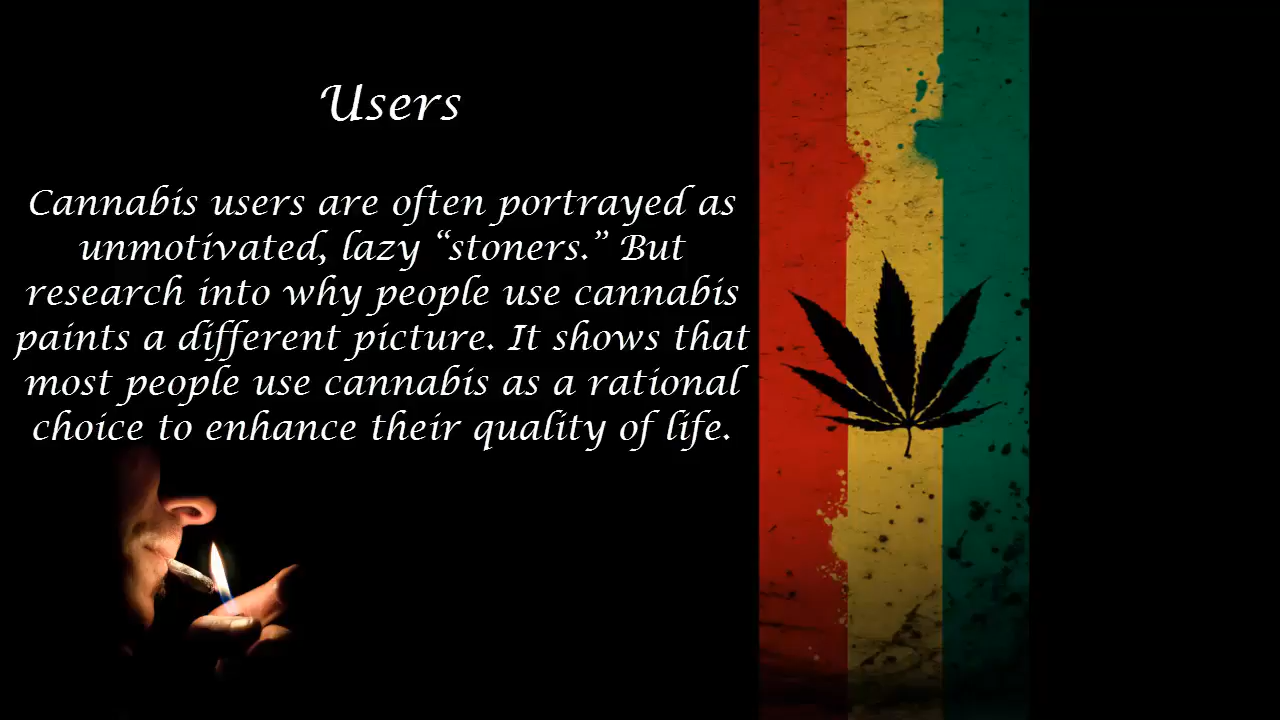 Users
Cannabis users are often portrayed as
unmotivated, lazy “stoners.” But
research into why people use cannabis
paints a different picture. It shows that
most people use cannabis as a rational
choice to enhance their quality of life.